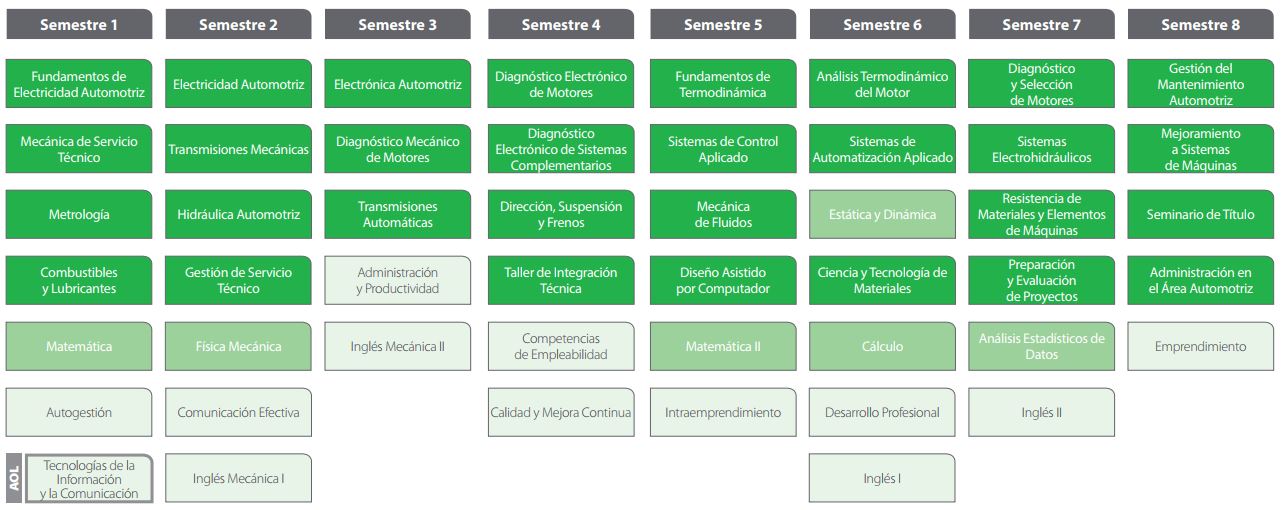 Semestre 1
Semestre 2
Semestre 3
Semestre 4
Semestre 5
Semestre 6
Semestre 7
Semestre 8
Fundamentos de
Electricidad Automotriz
Electricidad Automotriz
Electrónica Automotriz
Diagnóstico Electrónico
de Motores
Fundamentos de
Termodinámica
Análisis Termodinámico
del Motor
Diagnóstico
y Selección
de Motores
Gestión del
Mantenimiento
Automotriz
Mecánica de Servicio
Técnico
Transmisiones Mecánicas
Diagnóstico Mecánico
de Motores
Diagnóstico
Electrónico de Sistemas
Complementarios
Sistemas de Control
Aplicado
Sistemas de
Automatización Aplicado
Sistemas
Electrohidráulicos
Mejoramiento
a Sistemas
de Máquinas
Metrología
Hidráulica Automotriz
Transmisiones
Automáticas
Dirección, Suspensión
y Frenos
Mecánica
de Fluidos
Estática y Dinámica
Resistencia de
Materiales y Elementos
de Máquinas
Seminario de Título
Combustibles
y Lubricantes
Gestión de Servicio
Técnico
Administración
y Productividad
Taller de Integración
Técnica
Diseño Asistido
por Computador
Ciencia y Tecnología de
Materiales
Preparación
y Evaluación
de Proyectos
Administración en
el Área Automotriz
Matemática
Física Mecánica
Inglés Mecánica II
Competencias
de Empleabilidad
Matemática II
Cálculo
Análisis Estadísticos de
Datos
Emprendimiento
Autogestión
Comunicación Efectiva
Calidad y Mejora Continua
Intraemprendimiento
Desarrollo Profesional
Inglés II
AOL
Tecnologías de la
Información
y la Comunicación
Inglés Mecánica I
Inglés I